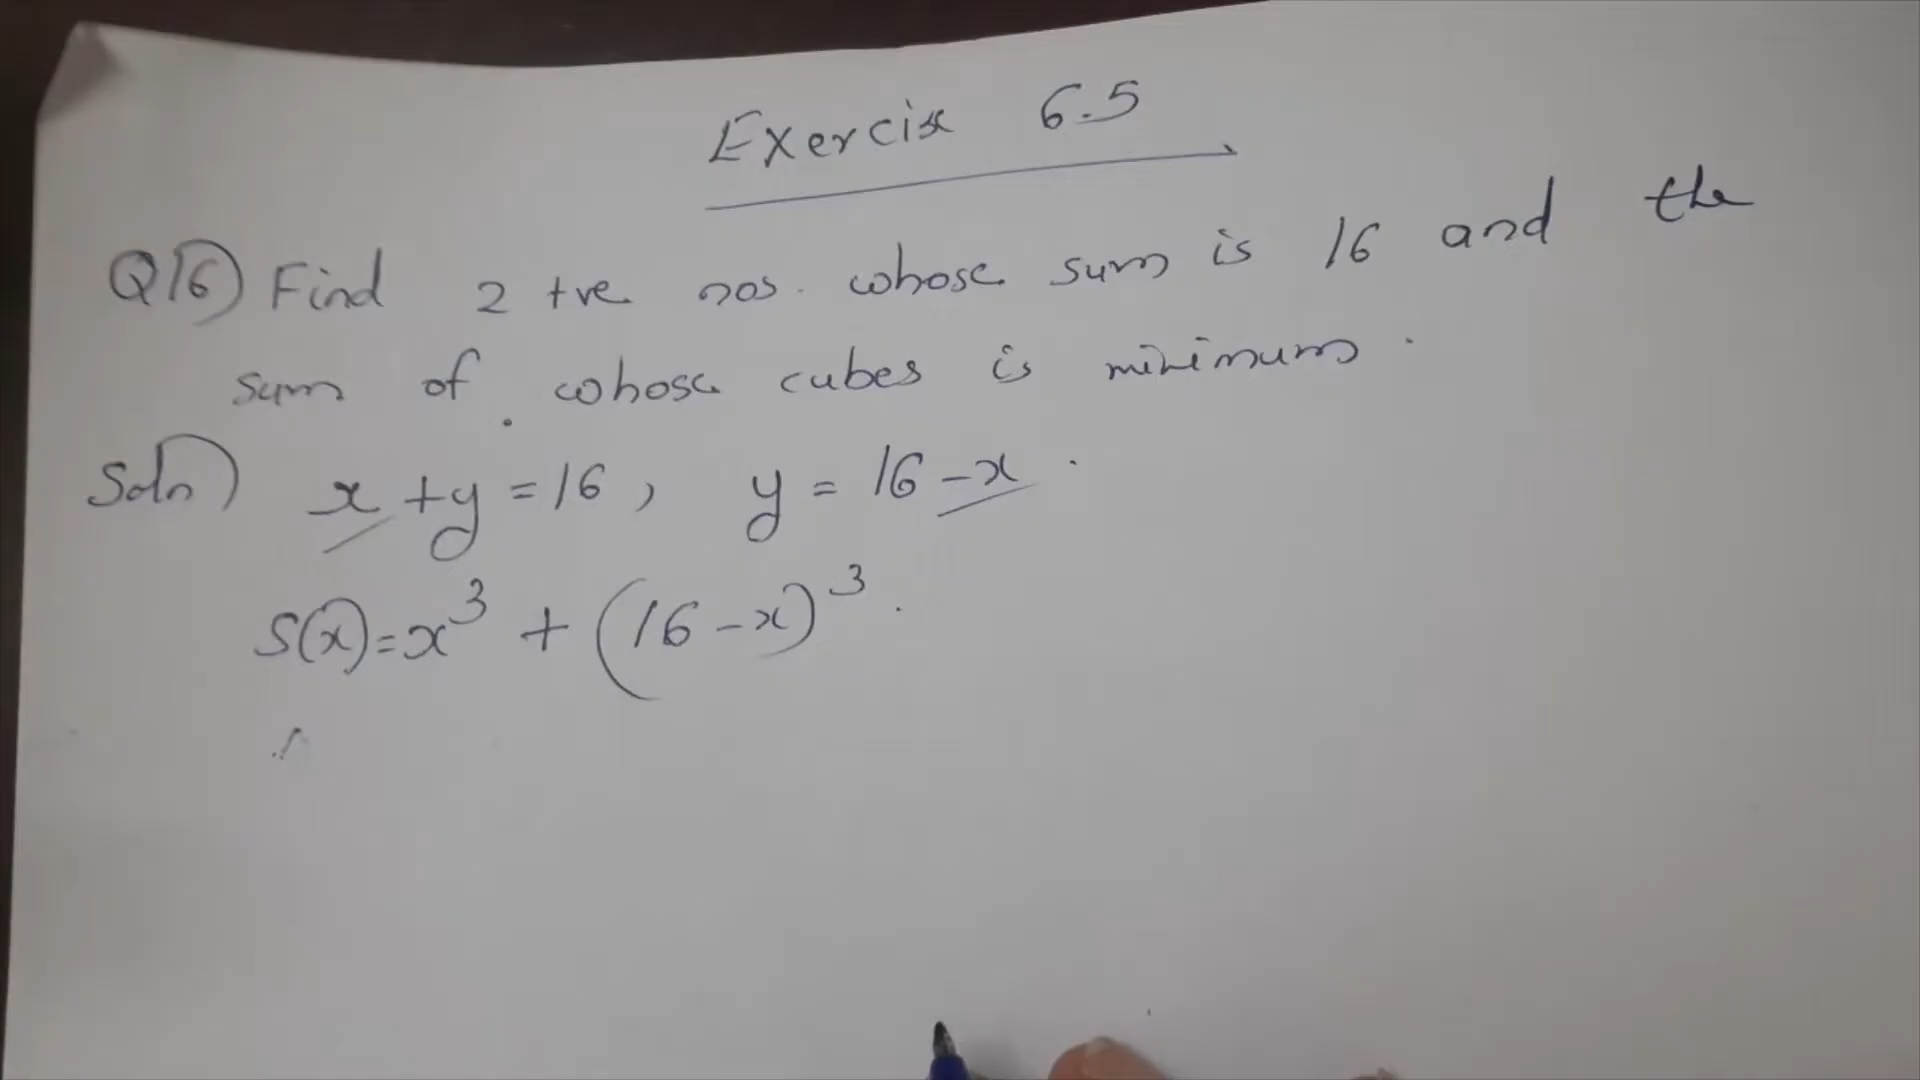 Exercise 6.5
Q16) Find 2 +ve nos. whose sum is 16 and the
sum of whose cubes is minimum.
Soln) x + y = 16, y = 16 - x.
S(x) = x³ + (16 - x)³.